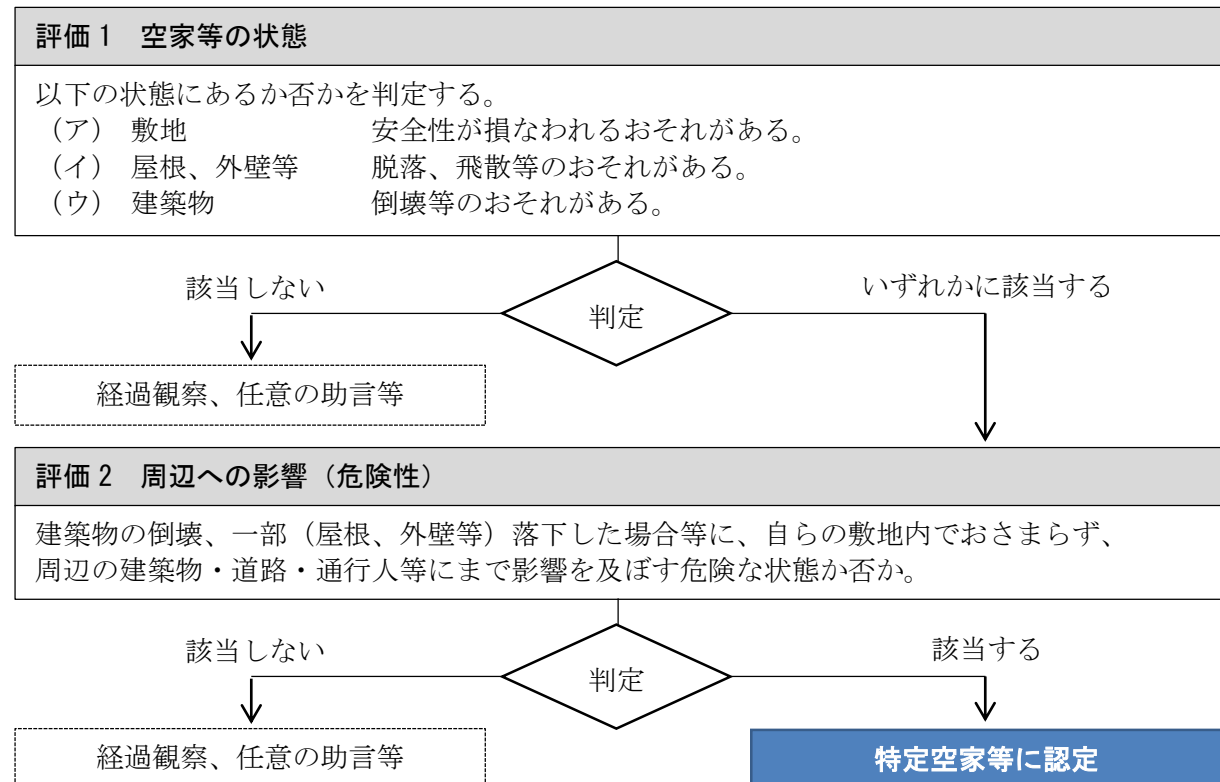 評価1 空家等の状態
以下の状態にあるか否かを判定する。
(ア) 敷地 安全性が損なわれるおそれがある。
(イ) 屋根、外壁等 脱落、飛散等のおそれがある。
(ウ) 建築物 倒壊等のおそれがある。
該当しない
いずれかに該当する
判定
経過観察、任意の助言等
評価2 周辺への影響(危険性)
建築物の倒壊、一部(屋根、外壁等)落下した場合等に、自らの敷地内でおさまらず、
周辺の建築物・道路・通行人等にまで影響を及ぼす危険な状態か否か。
該当しない
該当する
判定
経過観察、任意の助言等
特定空家等に認定